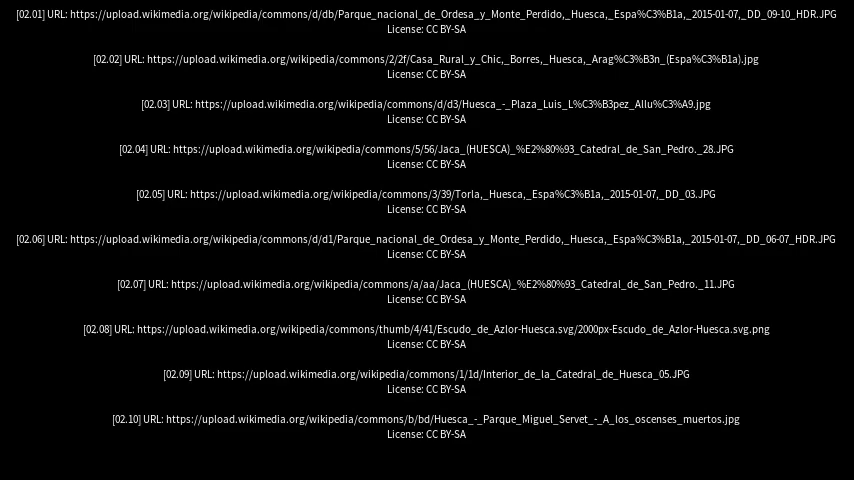 [02.01] URL: https://upload.wikimedia.org/wikipedia/commons/d/db/Parque_nacional_de_Ordesa_y_Monte_Perdido,_Huesca,_Espa%C3%B1a,_2015-01-07,_DD_09-10_HDR.JPG
License: CC BY-SA
[02.02] URL: https://upload.wikimedia.org/wikipedia/commons/2/2f/Casa_Rural_y_Chic,_Borres,_Huesca,_Arag%C3%B3n_(Espa%C3%B1a).jpg
License: CC BY-SA
[02.03] URL: https://upload.wikimedia.org/wikipedia/commons/d/d3/Huesca_-_Plaza_Luis_L%C3%B3pez_Allu%C3%A9.jpg
License: CC BY-SA
[02.04] URL: https://upload.wikimedia.org/wikipedia/commons/5/56/Jaca_(HUESCA)_%E2%80%93_Catedral_de_San_Pedro._28.JPG
License: CC BY-SA
[02.05] URL: https://upload.wikimedia.org/wikipedia/commons/3/39/Torla,_Huesca,_Espa%C3%B1a,_2015-01-07,_DD_03.JPG
License: CC BY-SA
[02.06] URL: https://upload.wikimedia.org/wikipedia/commons/d/d1/Parque_nacional_de_Ordesa_y_Monte_Perdido,_Huesca,_Espa%C3%B1a,_2015-01-07,_DD_06-07_HDR.JPG
License: CC BY-SA
[02.07] URL: https://upload.wikimedia.org/wikipedia/commons/a/aa/Jaca_(HUESCA)_%E2%80%93_Catedral_de_San_Pedro._11.JPG
License: CC BY-SA
[02.08] URL: https://upload.wikimedia.org/wikipedia/commons/thumb/4/41/Escudo_de_Azlor-Huesca.svg/2000px-Escudo_de_Azlor-Huesca.svg.png
License: CC BY-SA
[02.09] URL: https://upload.wikimedia.org/wikipedia/commons/1/1d/Interior_de_la_Catedral_de_Huesca_05.JPG
License: CC BY-SA
[02.10] URL: https://upload.wikimedia.org/wikipedia/commons/b/bd/Huesca_-_Parque_Miguel_Servet_-_A_los_oscenses_muertos.jpg
License: CC BY-SA